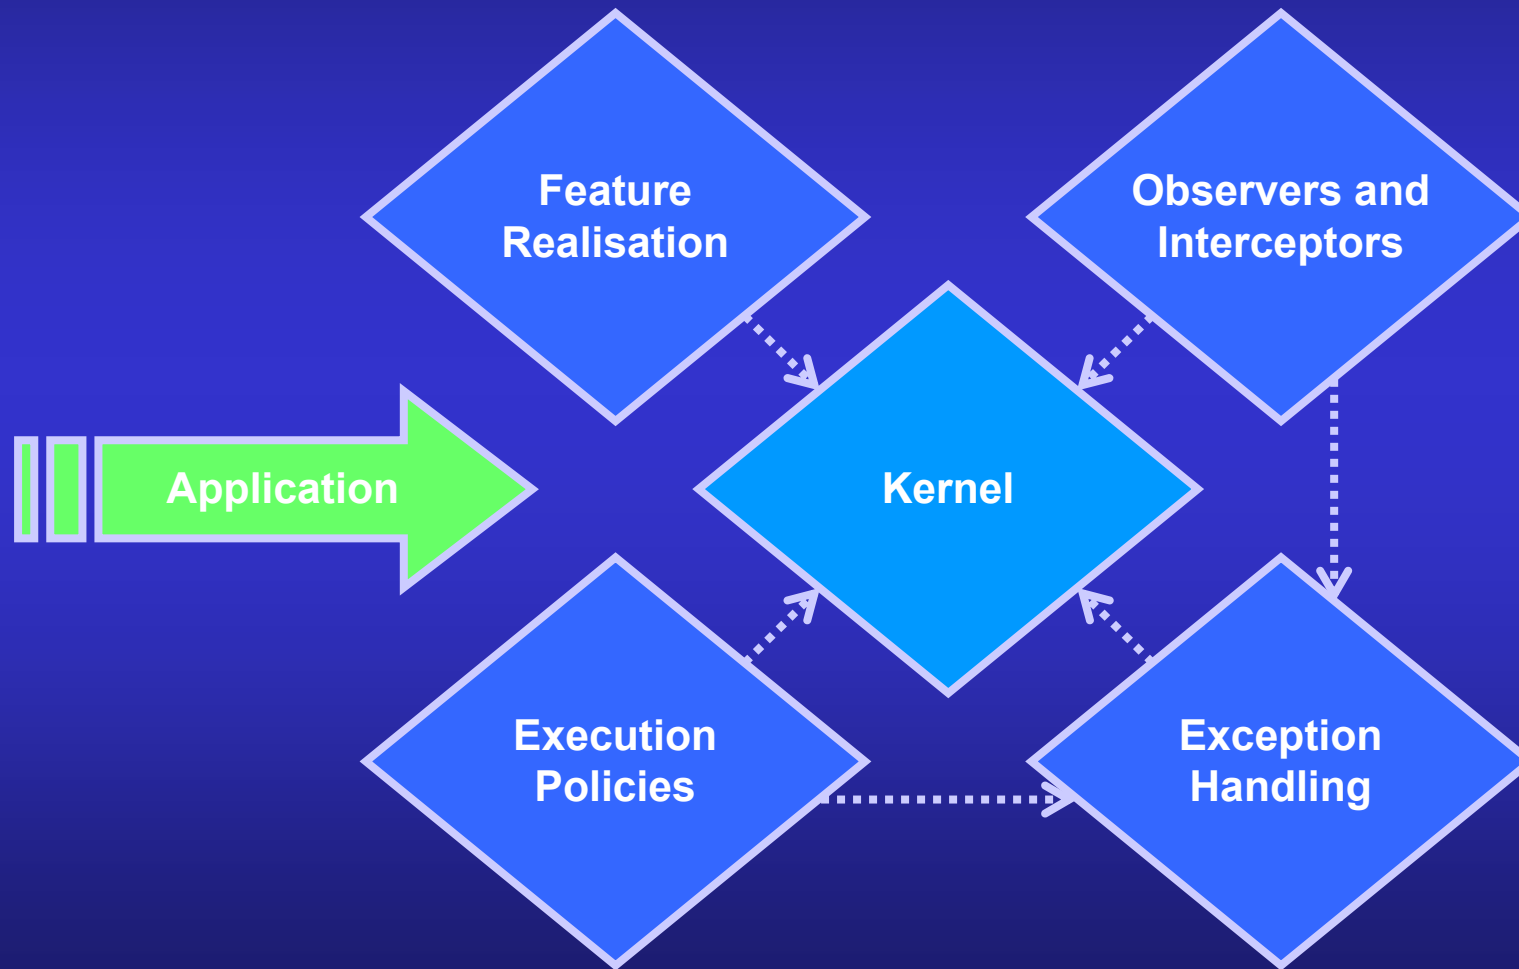 Feature
Realisation
Observers and
Interceptors
Application
Kernel
Execution
Policies
Exception
Handling